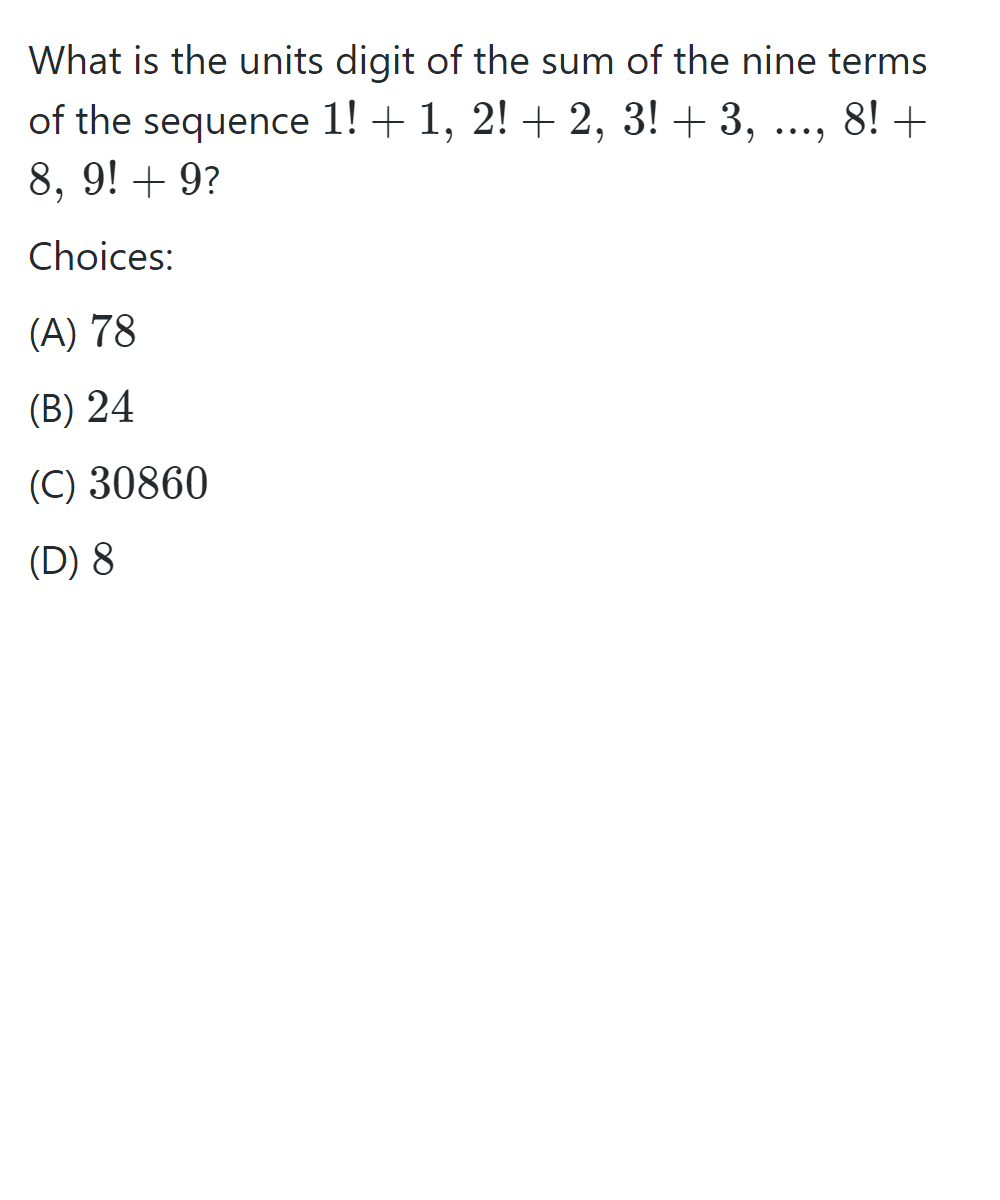 What is the units digit of the sum of the nine terms
of the sequence 1! + 1, 2! + 2, 3! + 3, ..., 8! +
8, 9! + 9?
Choices:
(A) 78
(B) 24
(C) 30860
(D) 8